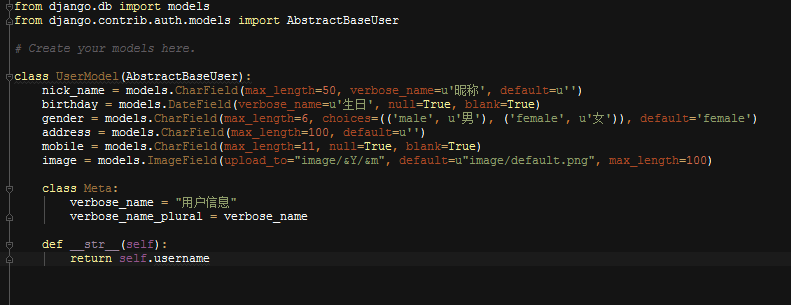 from django.db import models
from django.contrib.auth.models import AbstractBaseUser
# Create your models here.
class UserModel(AbstractBaseUser):
    nick_name = models.CharField(max_length=50, verbose_name=u'昵称', default=u'')
    birthday = models.DateField(verbose_name=u'生日', null=True, blank=True)
    gender = models.CharField(max_length=6, choices=(('male', u'男'), ('female', u'女')), default='female')
    address = models.CharField(max_length=100, default=u'')
    mobile = models.CharField(max_length=11, null=True, blank=True)
    image = models.ImageField(upload_to="image/&Y/&m", default=u"image/default.png", max_length=100)
    class Meta:
        verbose_name = "用户信息"
        verbose_name_plural = verbose_name
    def __str__(self):
        return self.username